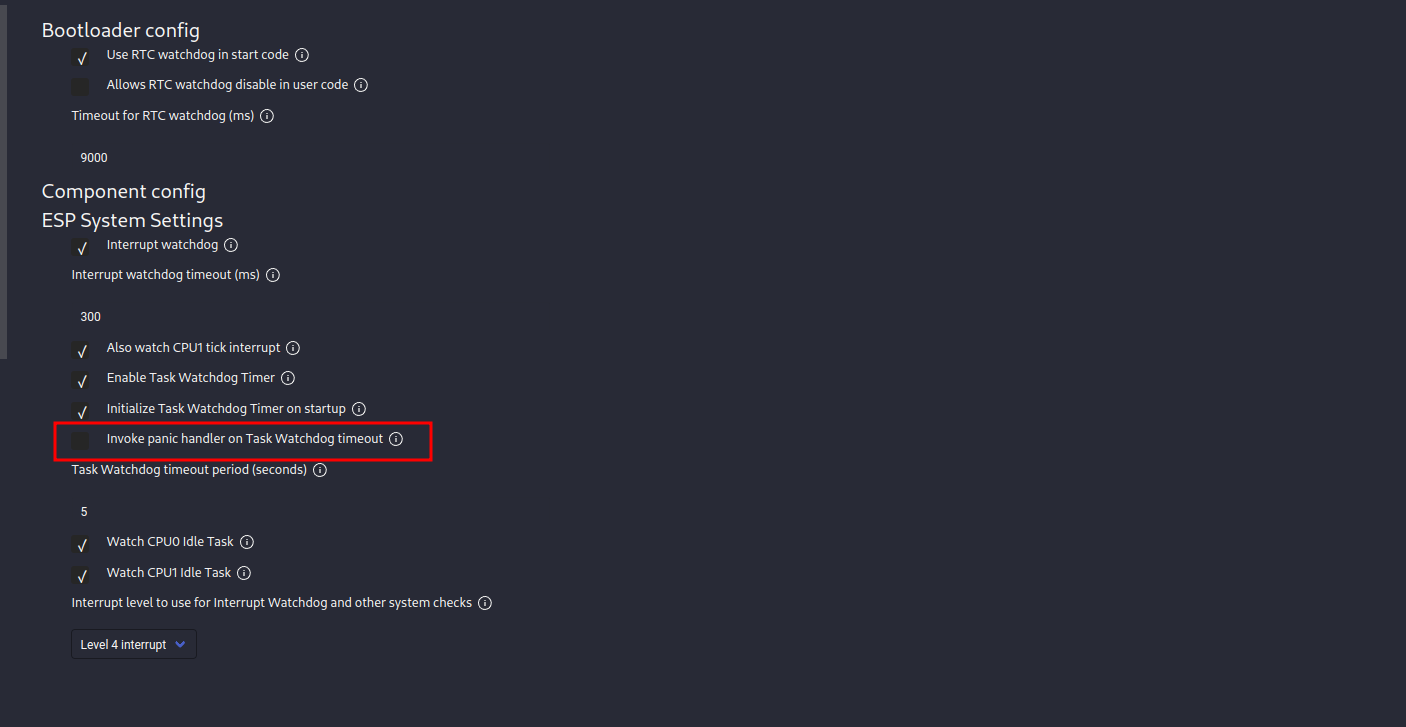 Bootloader config
Use RTC watchdog in start code
Allows RTC watchdog disable in user code
Timeout for RTC watchdog (ms)
9000
Component config
ESP System Settings
Interrupt watchdog
Interrupt watchdog timeout (ms)
300
Also watch CPU1 tick interrupt
Enable Task Watchdog Timer
Initialize Task Watchdog Timer on startup
Invoke panic handler on Task Watchdog timeout
Task Watchdog timeout period (seconds)
5
Watch CPU0 Idle Task
Watch CPU1 Idle Task
Interrupt level to use for Interrupt Watchdog and other system checks
Level 4 interrupt